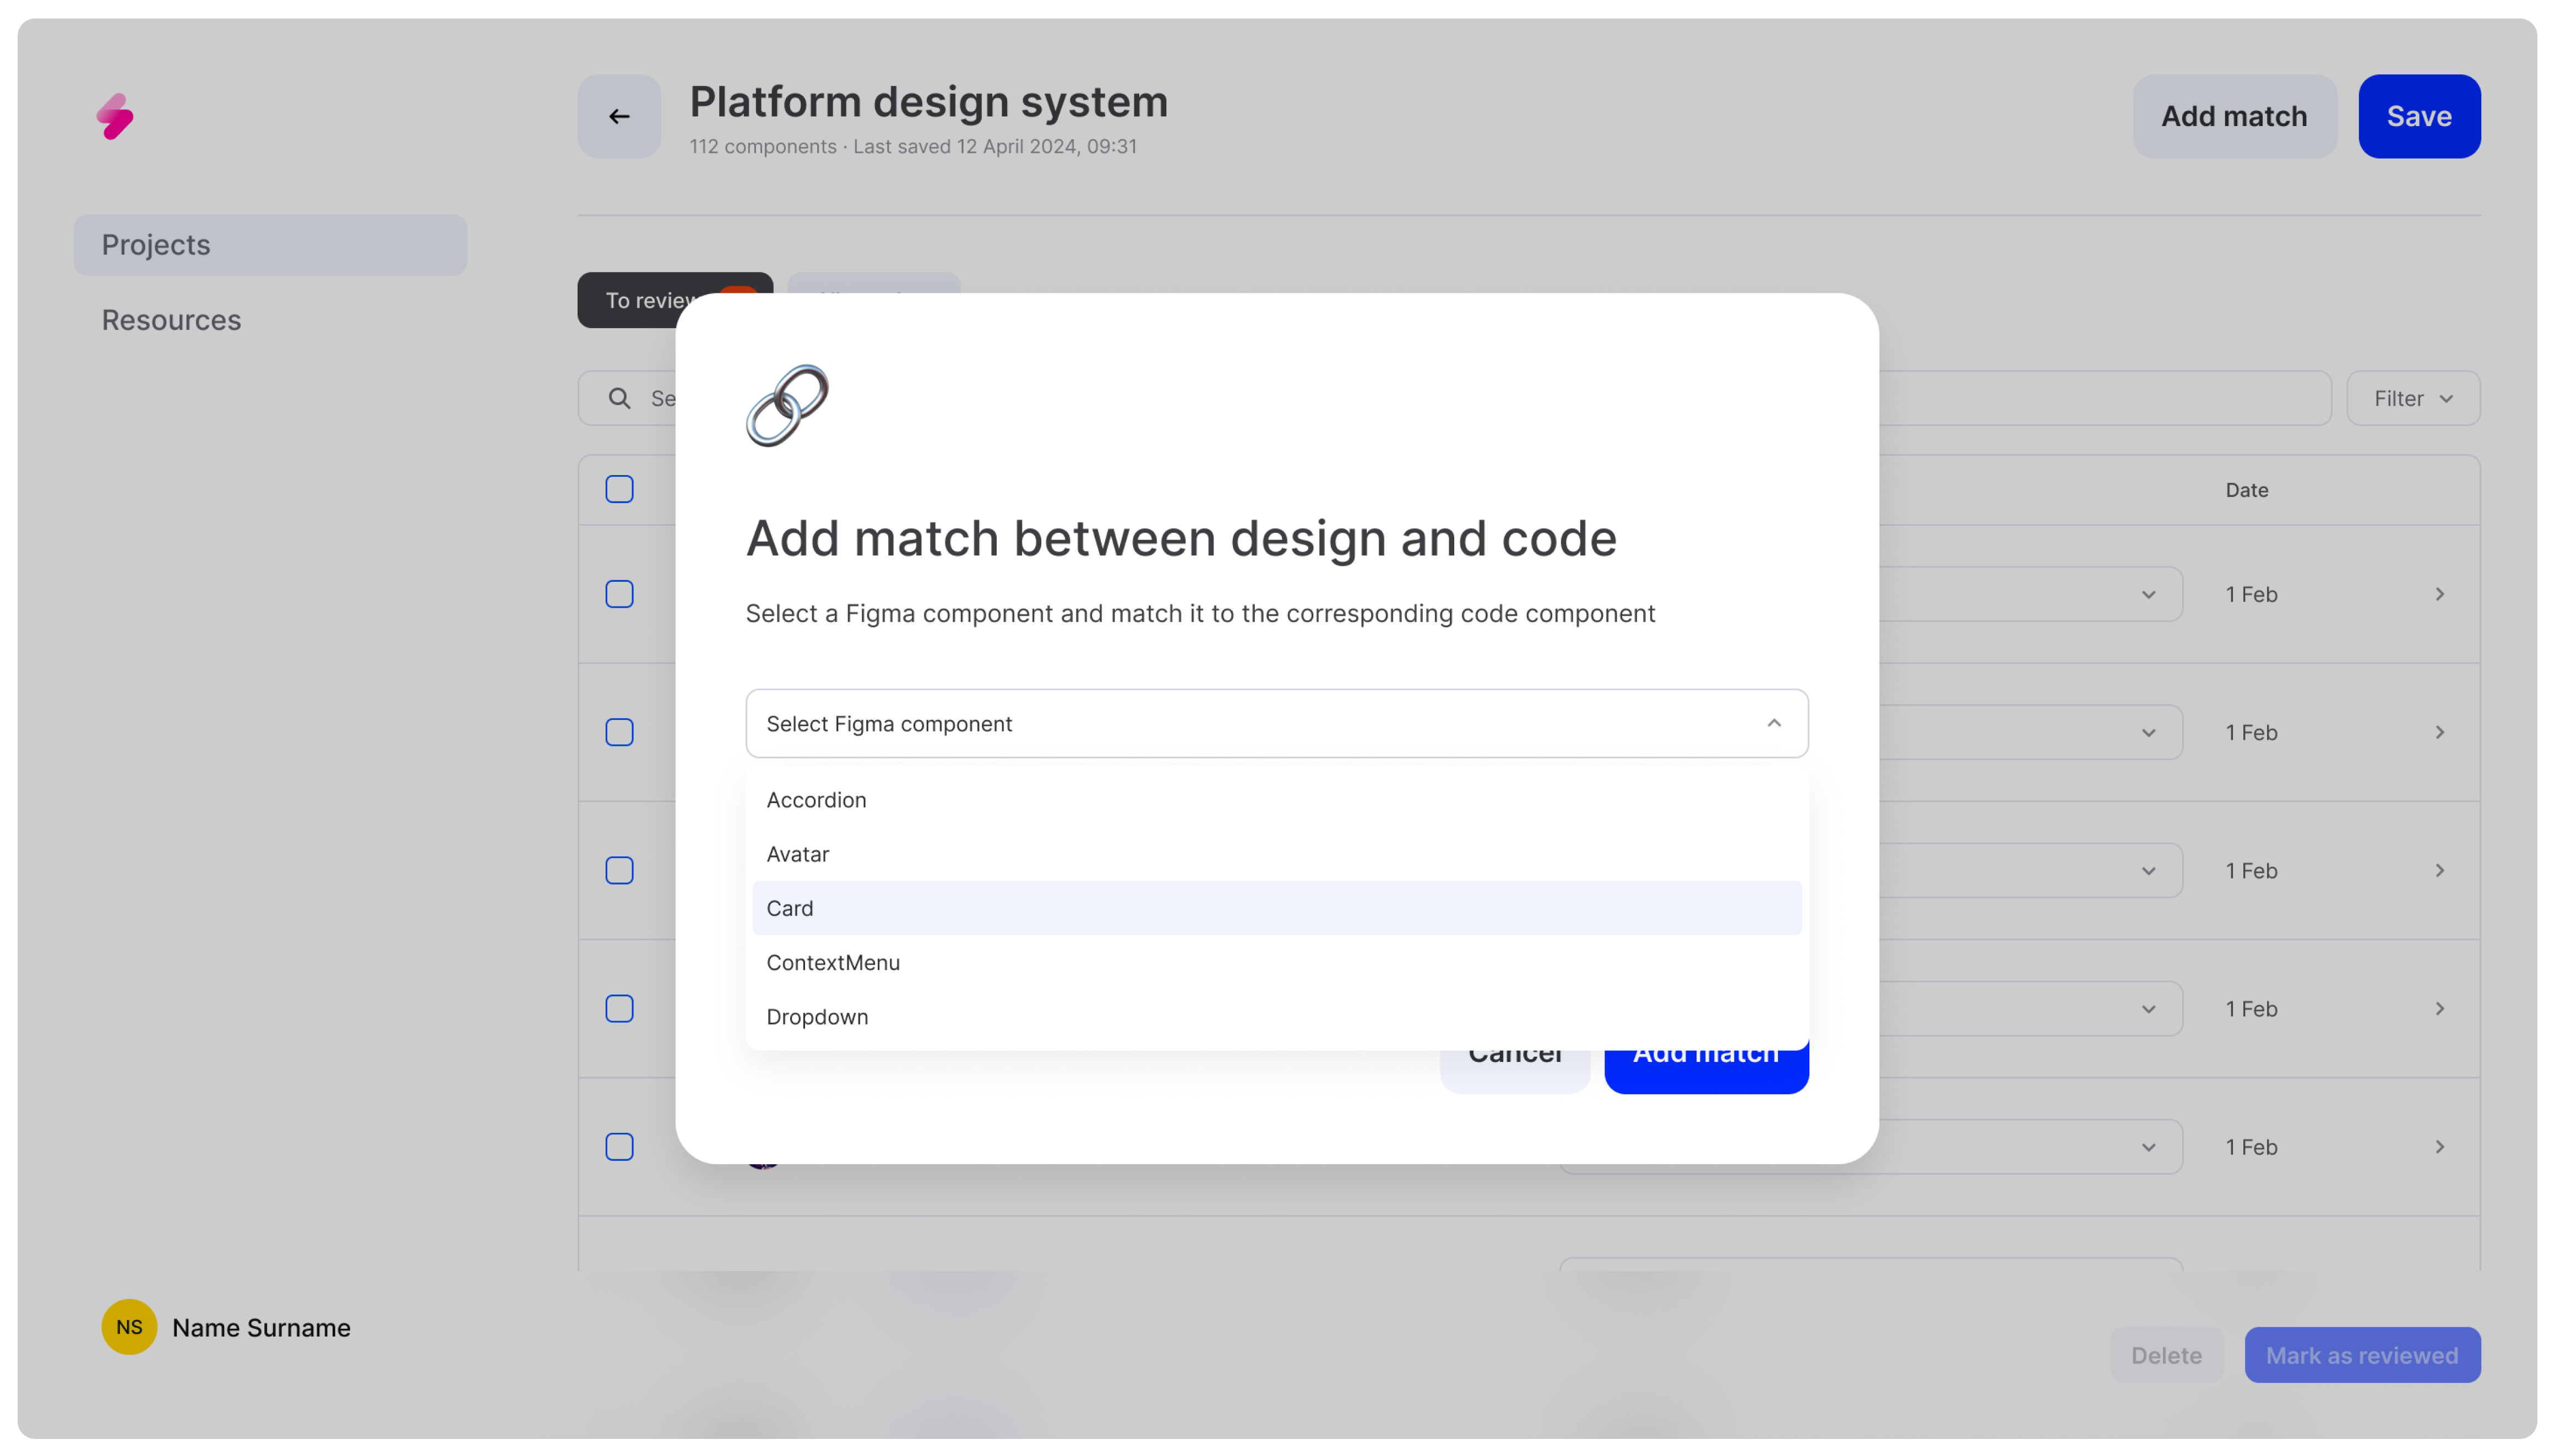 Platform design system
112 components · Last saved 12 April 2024, 09:31
Add match
Save
Projects
Resources
To review
Filter
Date
Add match between design and code
Select a Figma component and match it to the corresponding code component
Select Figma component
Accordion
Avatar
Card
ContextMenu
Dropdown
Cancel
Add match
1 Feb
1 Feb
1 Feb
1 Feb
1 Feb
NS
Name Surname
Delete
Mark as reviewed